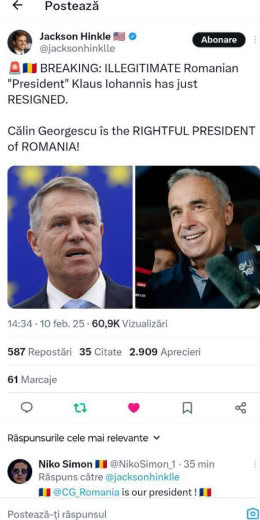 Postează
Jackson Hinkle 🇺🇸
Abonare
@jacksonhinklle
🚨🇷🇴 BREAKING: ILLEGITIMATE Romanian
"President" Klaus Iohannis has just
RESIGNED.
Călin Georgescu îs the RIGHTFUL PRESIDENT
of ROMANIA!
14:34 · 10 feb. 25 · 60,9K Vizualizări
587 Repostări 35 Citate 2.909 Aprecieri
61 Marcaje
Răspunsurile cele mai relevante
Niko Simon 🇷🇴 @NikoSimon_1 · 35 min
Răspuns către @jacksonhinklle
🇷🇴 @CG_Romania is our president ! 🇷🇴
Postează-ți răspunsul